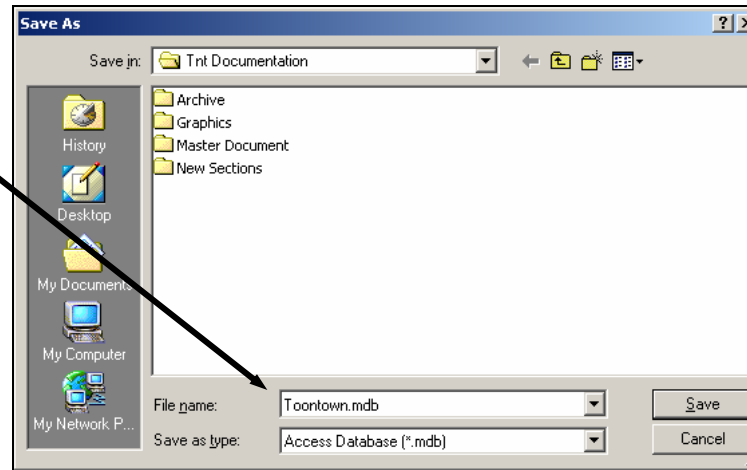 Save As
Save in: Tnt Documentation
History
Desktop
My Documents
My Computer
My Network P...
Archive
Graphics
Master Document
New Sections
File name: Toontown.mdb Save
Save as type: Access Database (*.mdb) Cancel